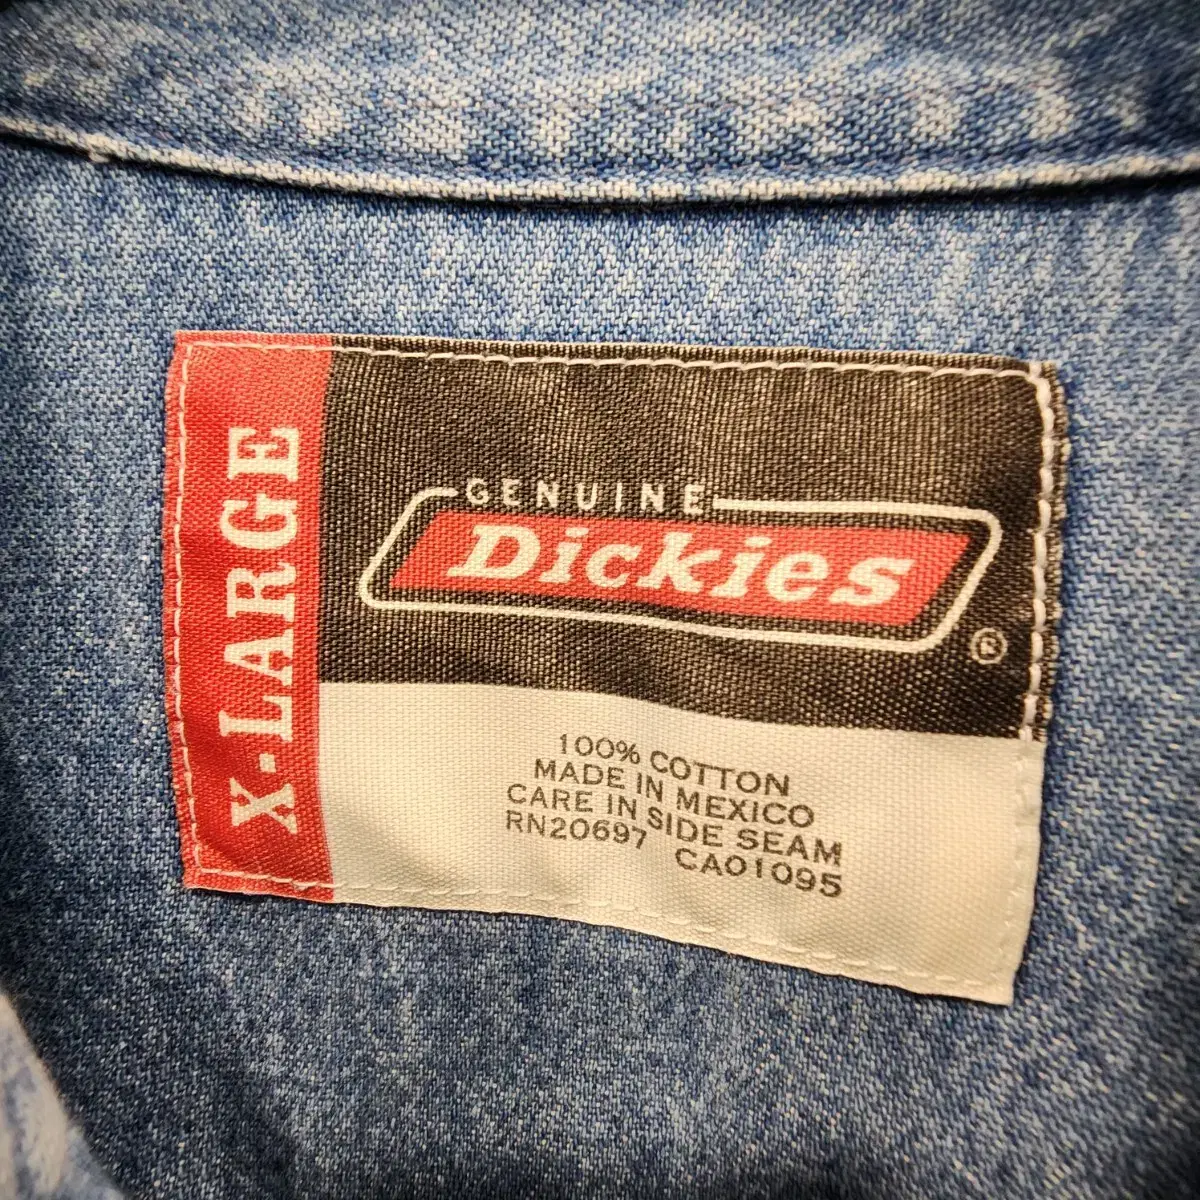 X-LARGE
GENUINE
Dickies
®
100% COTTON
MADE IN MEXICO
CARE IN SIDE SEAM
RN20697 CA01095